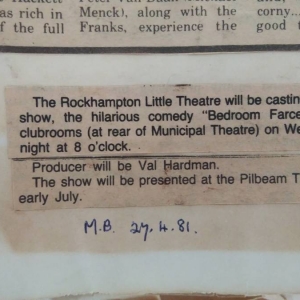 as rich in
f the full
Menck), along with the
Franks, experience the
corny...
good t
The Rockhampton Little Theatre will be casting
show, the hilarious comedy "Bedroom Farce
clubrooms (at rear of Municipal Theatre) on We
night at 8 o'clock.
Producer will be Val Hardman.
The show will be presented at the Pilbeam T
early July.
M.B. 27.4.81.